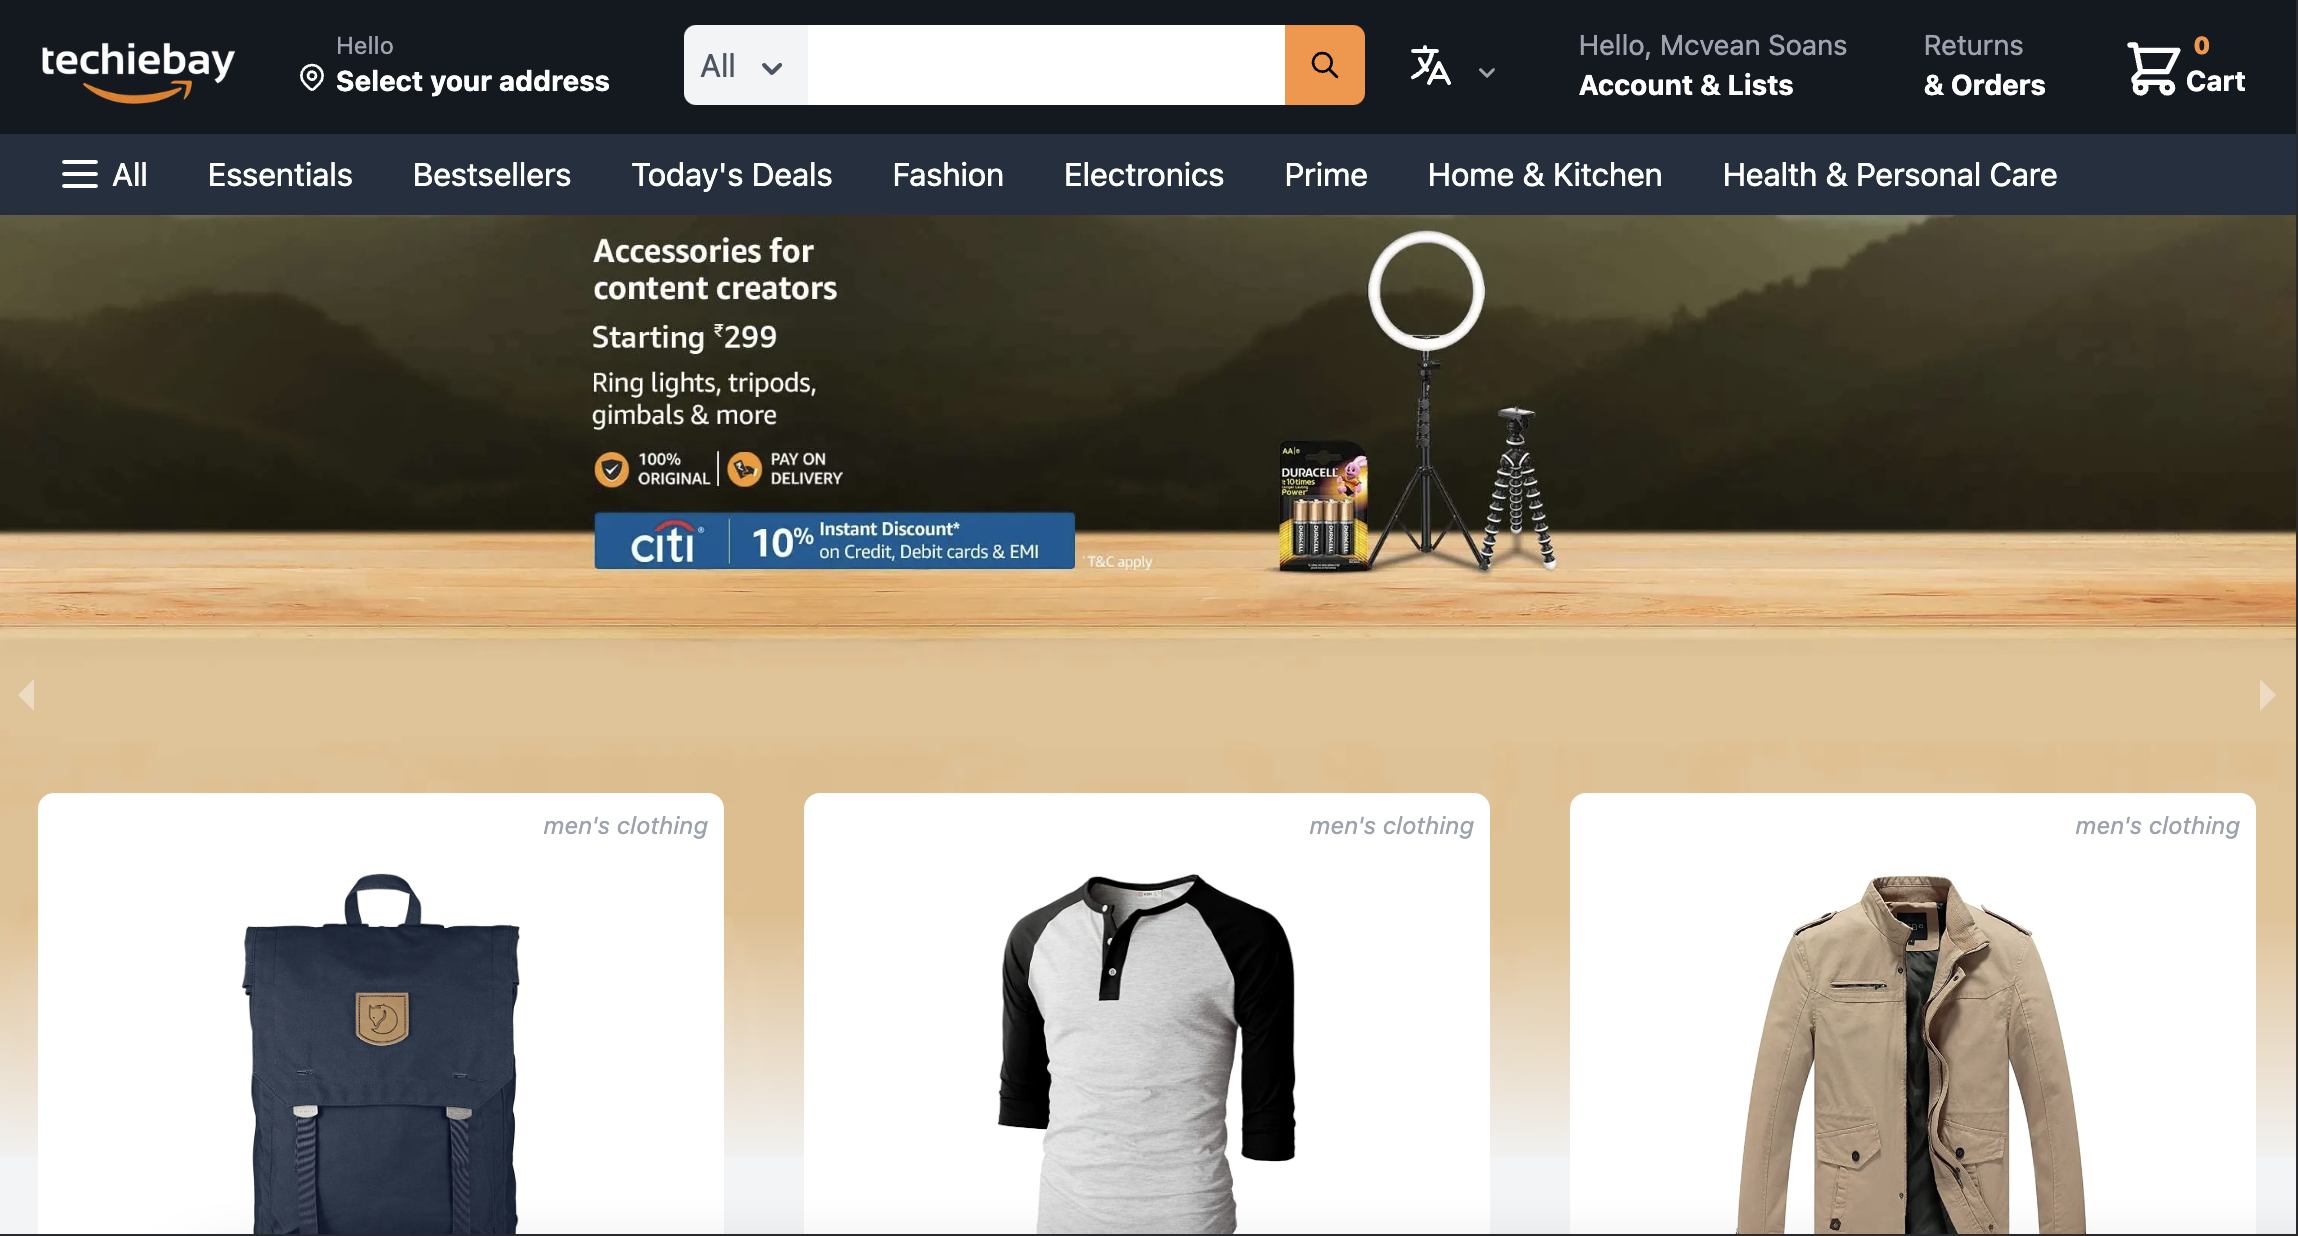 techiebay
Hello
Select your address
All
Hello, Mcvean Soans
Account & Lists
Returns
& Orders
0
Cart
All
Essentials
Bestsellers
Today's Deals
Fashion
Electronics
Prime
Home & Kitchen
Health & Personal Care
Accessories for
content creators
Starting ₹299
Ring lights, tripods,
gimbals & more
100%
ORIGINAL
PAY ON
DELIVERY
citi®
10%
Instant Discount*
on Credit, Debit cards & EMI
*T&C apply
DURACELL
10times
Power
men's clothing
men's clothing
men's clothing